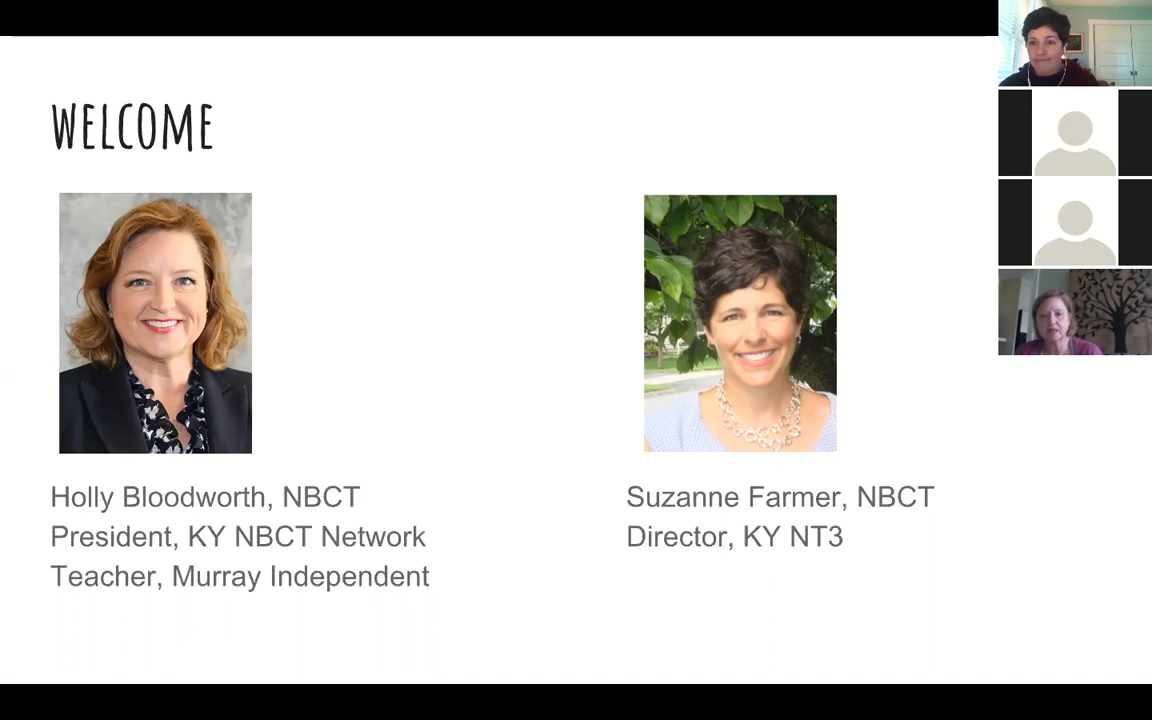 WELCOME
Holly Bloodworth, NBCT
President, KY NBCT Network
Teacher, Murray Independent
Suzanne Farmer, NBCT
Director, KY NT3